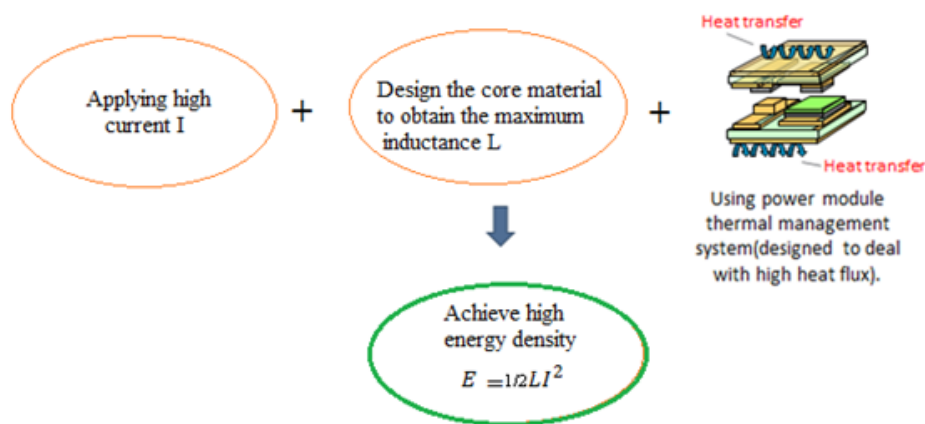 Applying high
current I
+
Design the core material
to obtain the maximum
inductance L
+
Heat transfer
Heat transfer
Using power module
thermal management
system(designed to deal
with high heat flux).
Achieve high
energy density
E = 1/2LI²